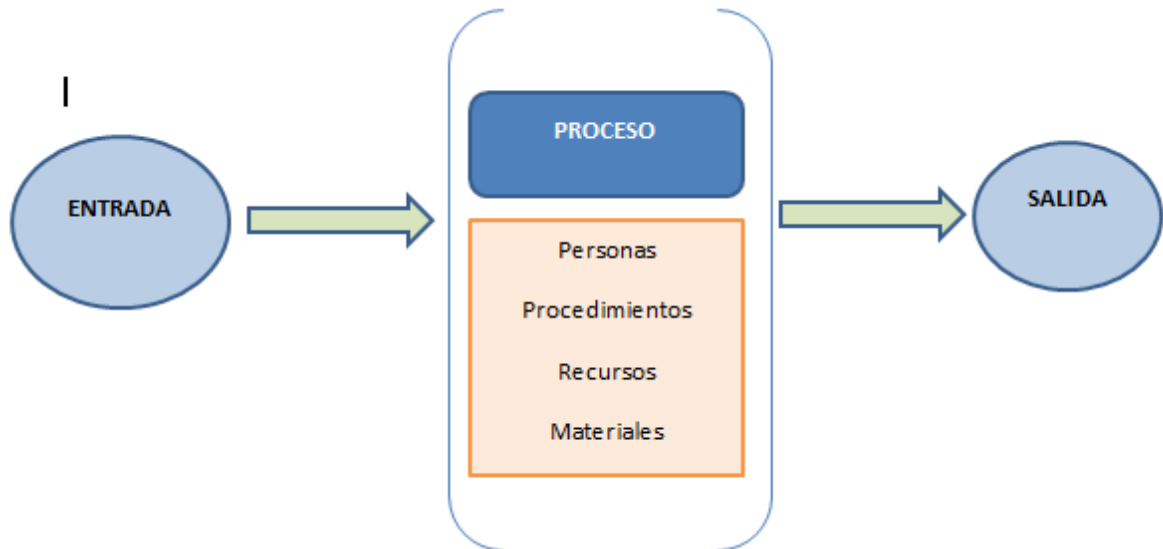 ENTRADA
PROCESO
Personas
Procedimientos
Recursos
Materiales
SALIDA